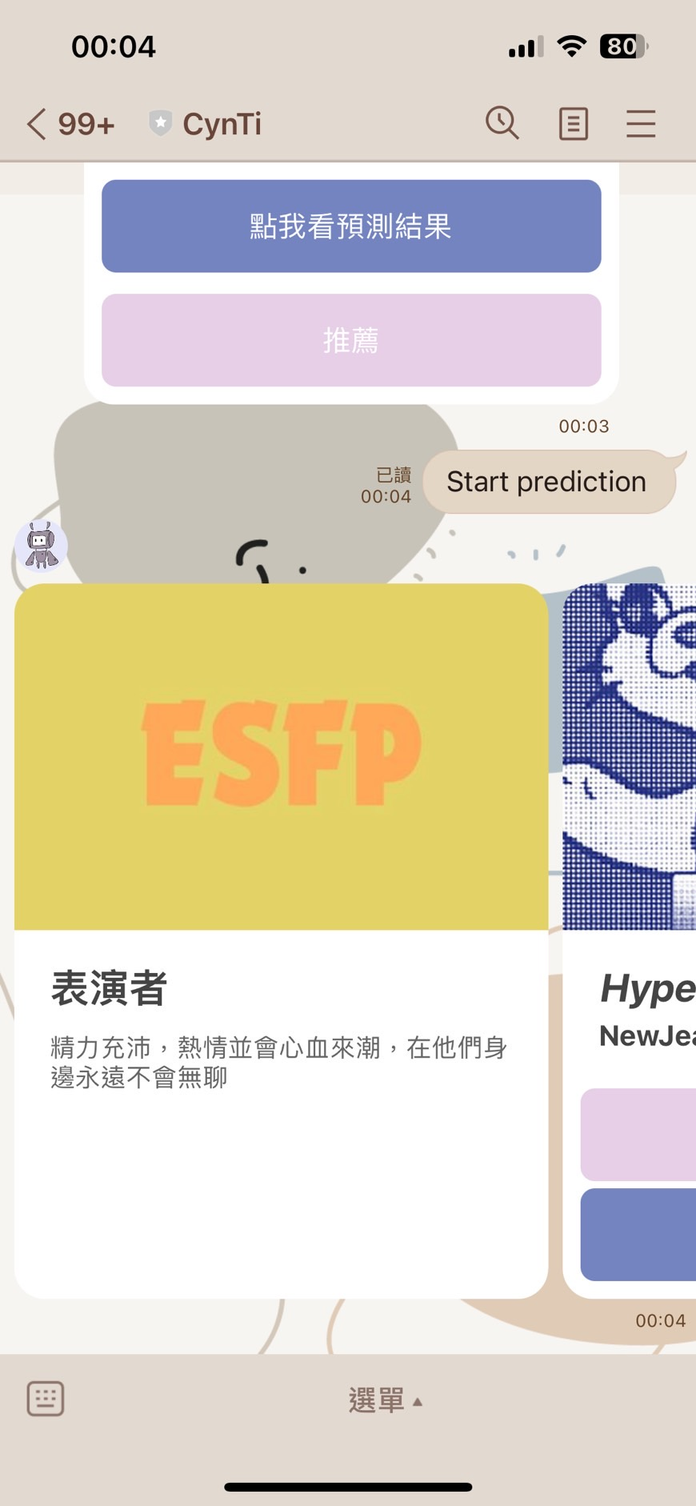 00:04
80
99+
CynTi
點我看預測結果
推薦
00:03
已讀
00:04
Start prediction
ESFP
表演者
精力充沛，熱情並會心血來潮，在他們身
邊永遠不會無聊
Hype
NewJea
00:04
選單